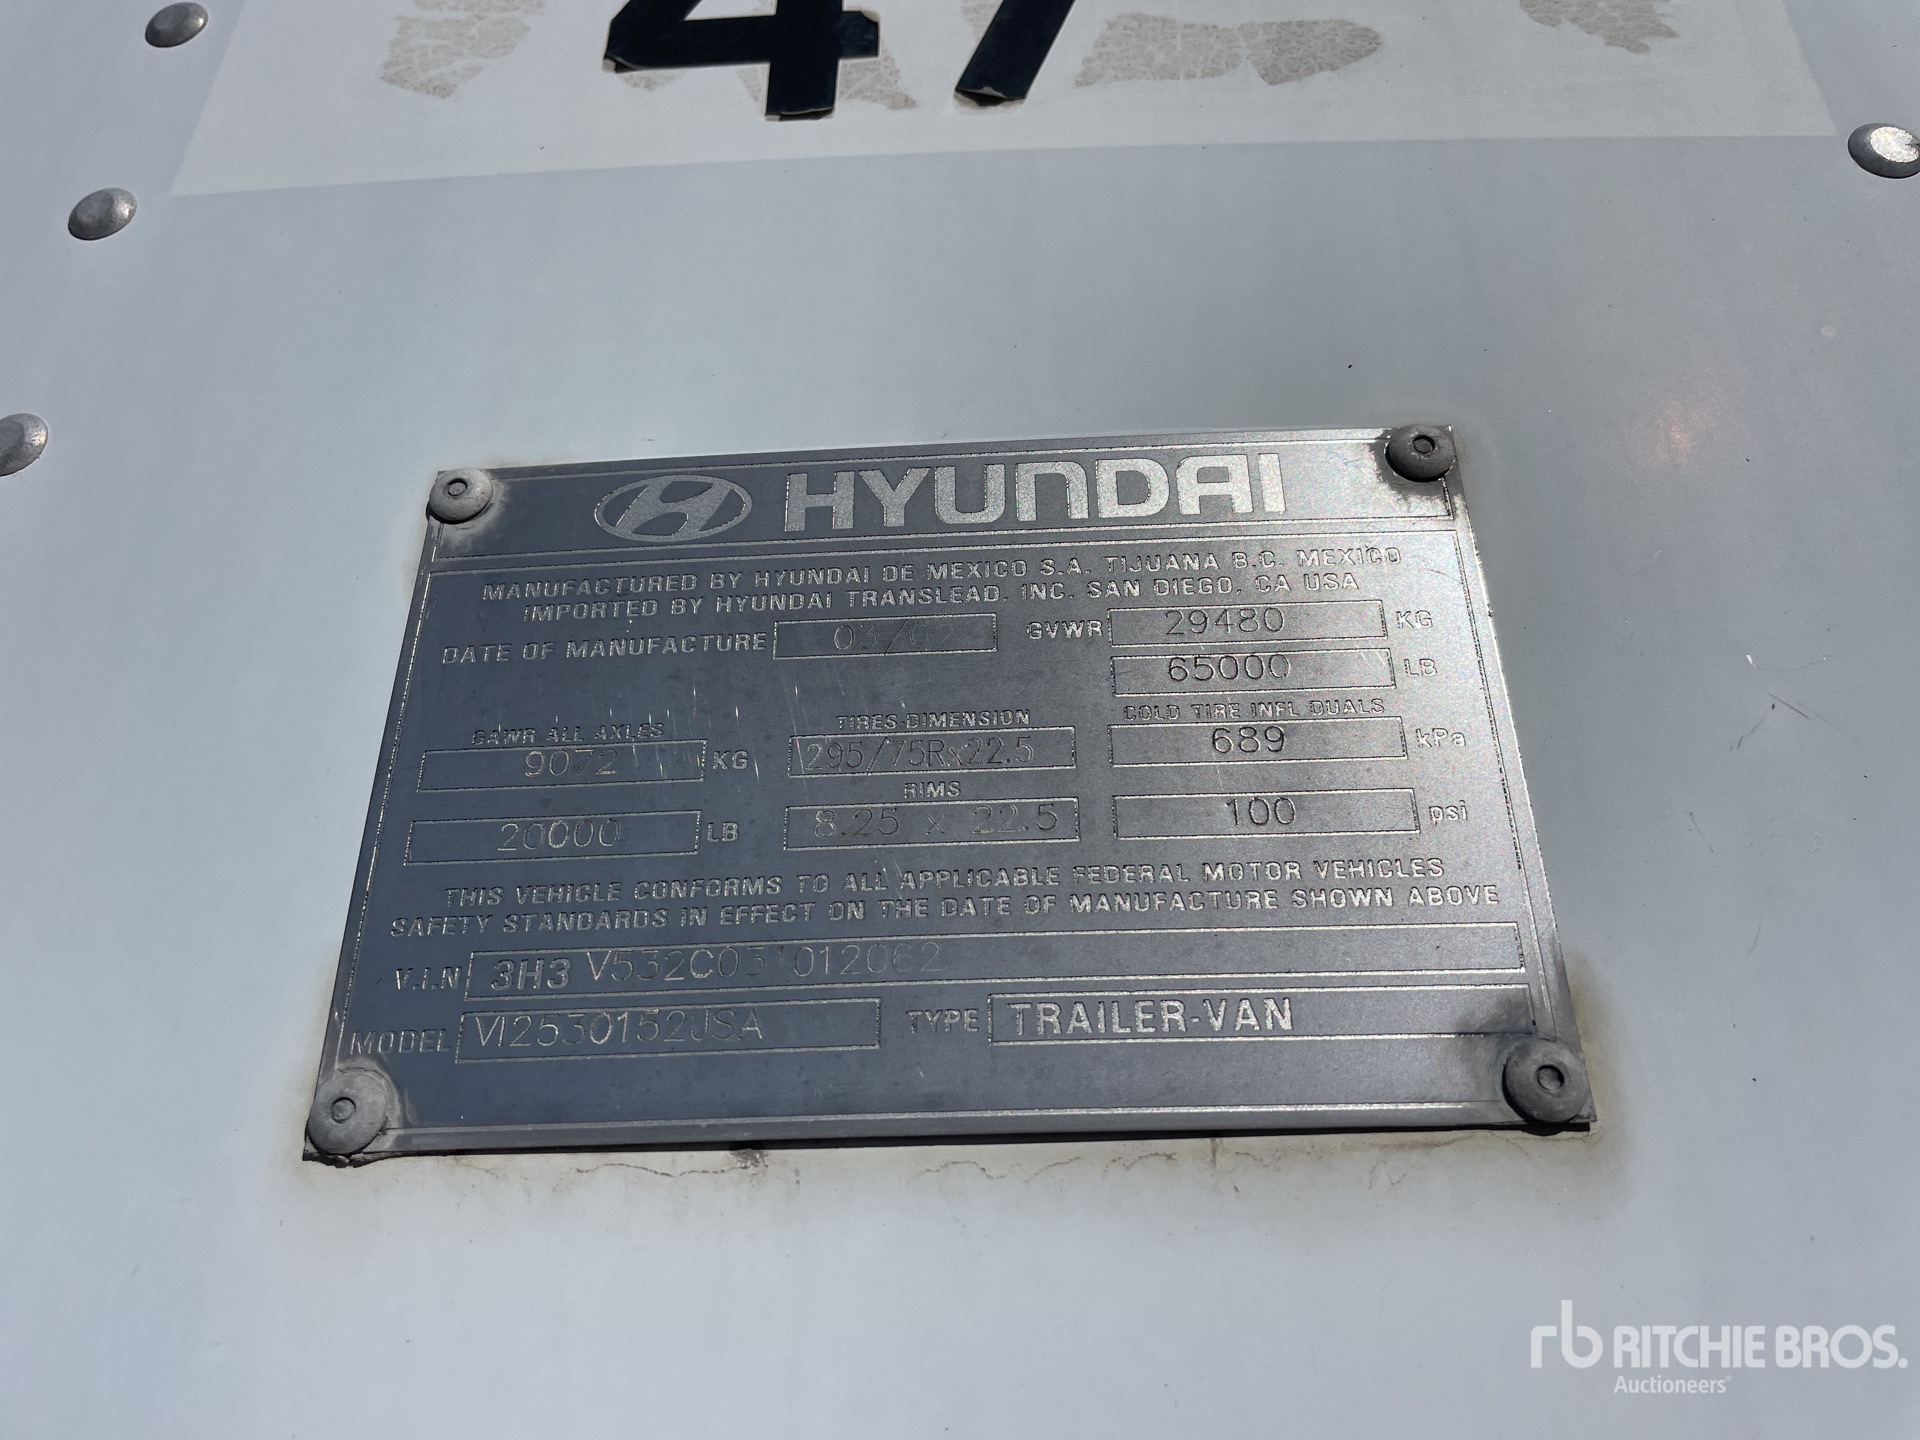 47
HYUNDAI
MANUFACTURED BY HYUNDAI DE MEXICO S.A. TIJUANA B.C. MEXICO
IMPORTED BY HYUNDAI TRANSLEAD, INC. SAN DIEGO, CA USA
DATE OF MANUFACTURE GVWR 29480 KG
65000 LB
GAWR ALL AXLES TIRES-DIMENSION COLD TIRE INFL DUALS
9072 KG 295/75Rx22.5 689 kPa
RIMS
20000 LB 8.25 x 22.5 100 psi
THIS VEHICLE CONFORMS TO ALL APPLICABLE FEDERAL MOTOR VEHICLES
SAFETY STANDARDS IN EFFECT ON THE DATE OF MANUFACTURE SHOWN ABOVE
V.I.N 3H3
MODEL VI2530152JSA TYPE TRAILER-VAN
rb RITCHIE BROS.
Auctioneers